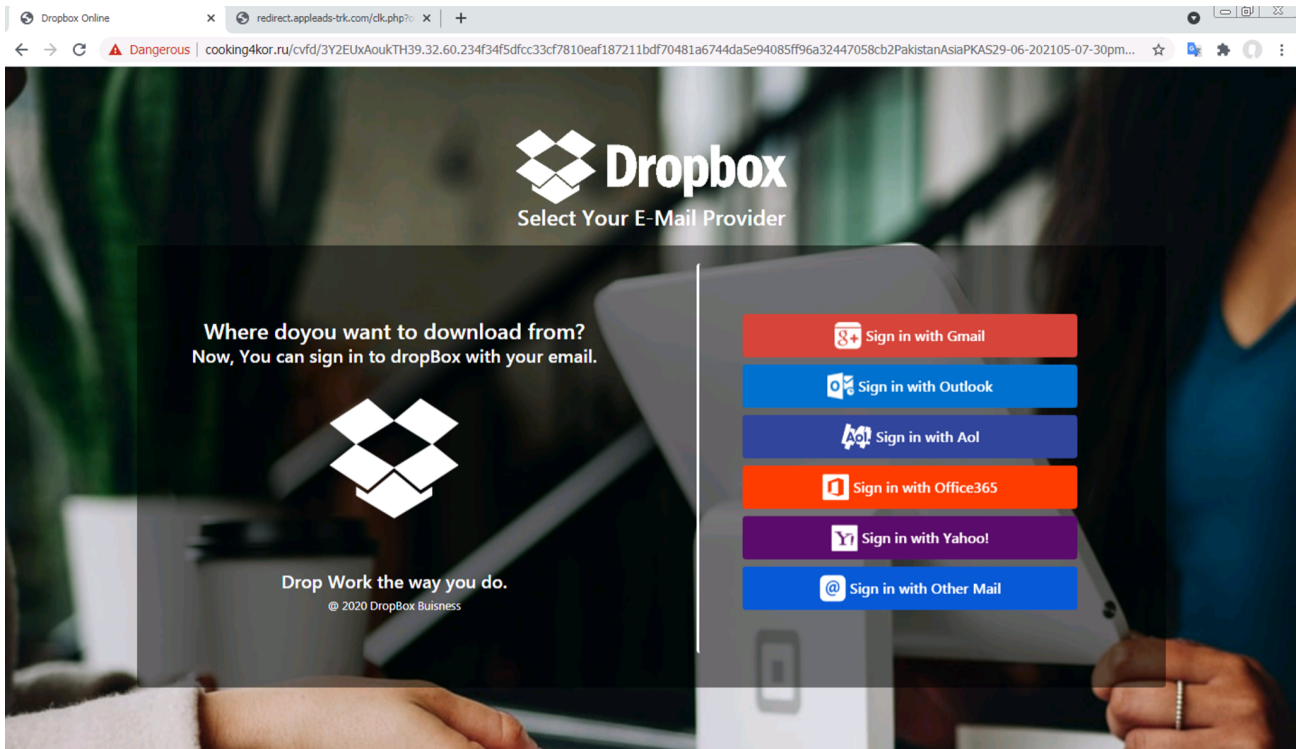 Dropbox Online
redirect.appleads-trk.com/clk.php?c
Dangerous | cooking4kor.ru/cvfd/3Y2EUxAoukTH39.32.60.234f34f5dfcc33cf7810eaf187211bdf70481a6744da5e94085ff96a32447058cb2PakistanAsiaPKAS29-06-202105-07-30pm...
Dropbox
Select Your E-Mail Provider
Where doyou want to download from?
Now, You can sign in to dropBox with your email.
Drop Work the way you do.
@ 2020 DropBox Buisness
Sign in with Gmail
Sign in with Outlook
Aol! Sign in with Aol
Sign in with Office365
Sign in with Yahoo!
@ Sign in with Other Mail